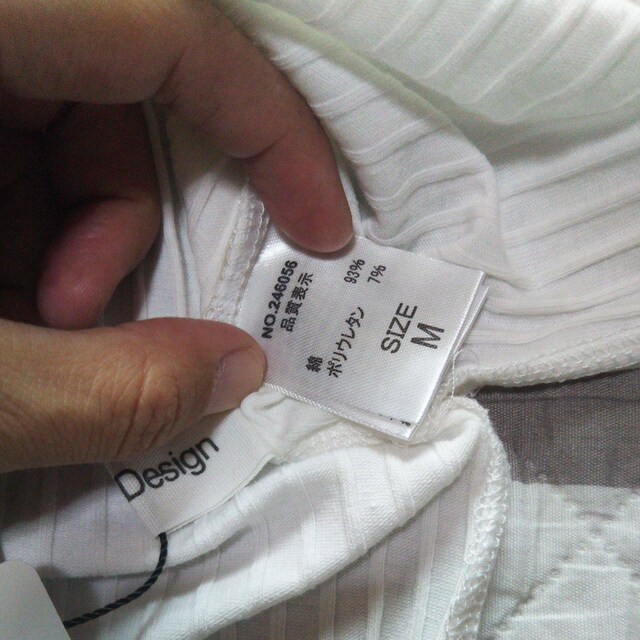 NO.246056
品質表示
綿 93%
ポリウレタン 7%
SIZE
M
Design